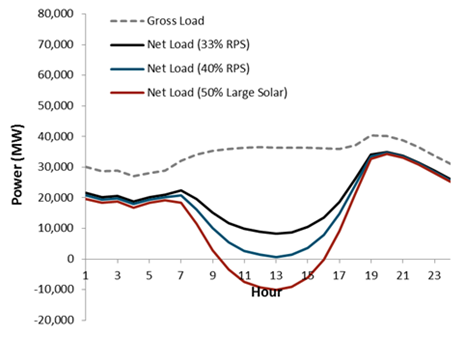 80,000
70,000
60,000
50,000
40,000
30,000
20,000
10,000
0
-10,000
-20,000
Power (MW)
Gross Load
Net Load (33% RPS)
Net Load (40% RPS)
Net Load (50% Large Solar)
1 3 5 7 9 11 13 15 17 19 21 23
Hour